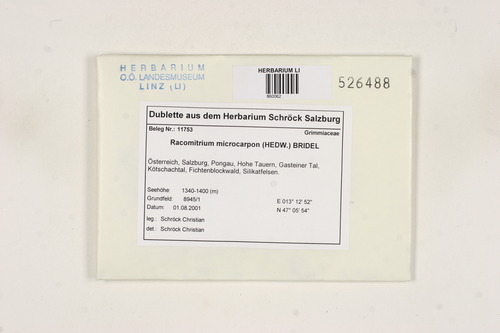 HERBARIUM
O.Ö. LANDESMUSEUM
LINZ (LI)
HERBARIUM LI
860062
526488
Dublette aus dem Herbarium Schröck Salzburg
Beleg Nr.: 11753
Grimmiaceae
Racomitrium microcarpon (HEDW.) BRIDEL
Österreich, Salzburg, Pongau, Hohe Tauern, Gasteiner Tal,
Kötschachtal, Fichtenblockwald, Silikatfelsen.
Seehöhe: 1340-1400 (m)
Grundfeld: 8945/1
E 013° 12' 52"
Datum: 01.08.2001
N 47° 05' 54"
leg.: Schröck Christian
det.: Schröck Christian